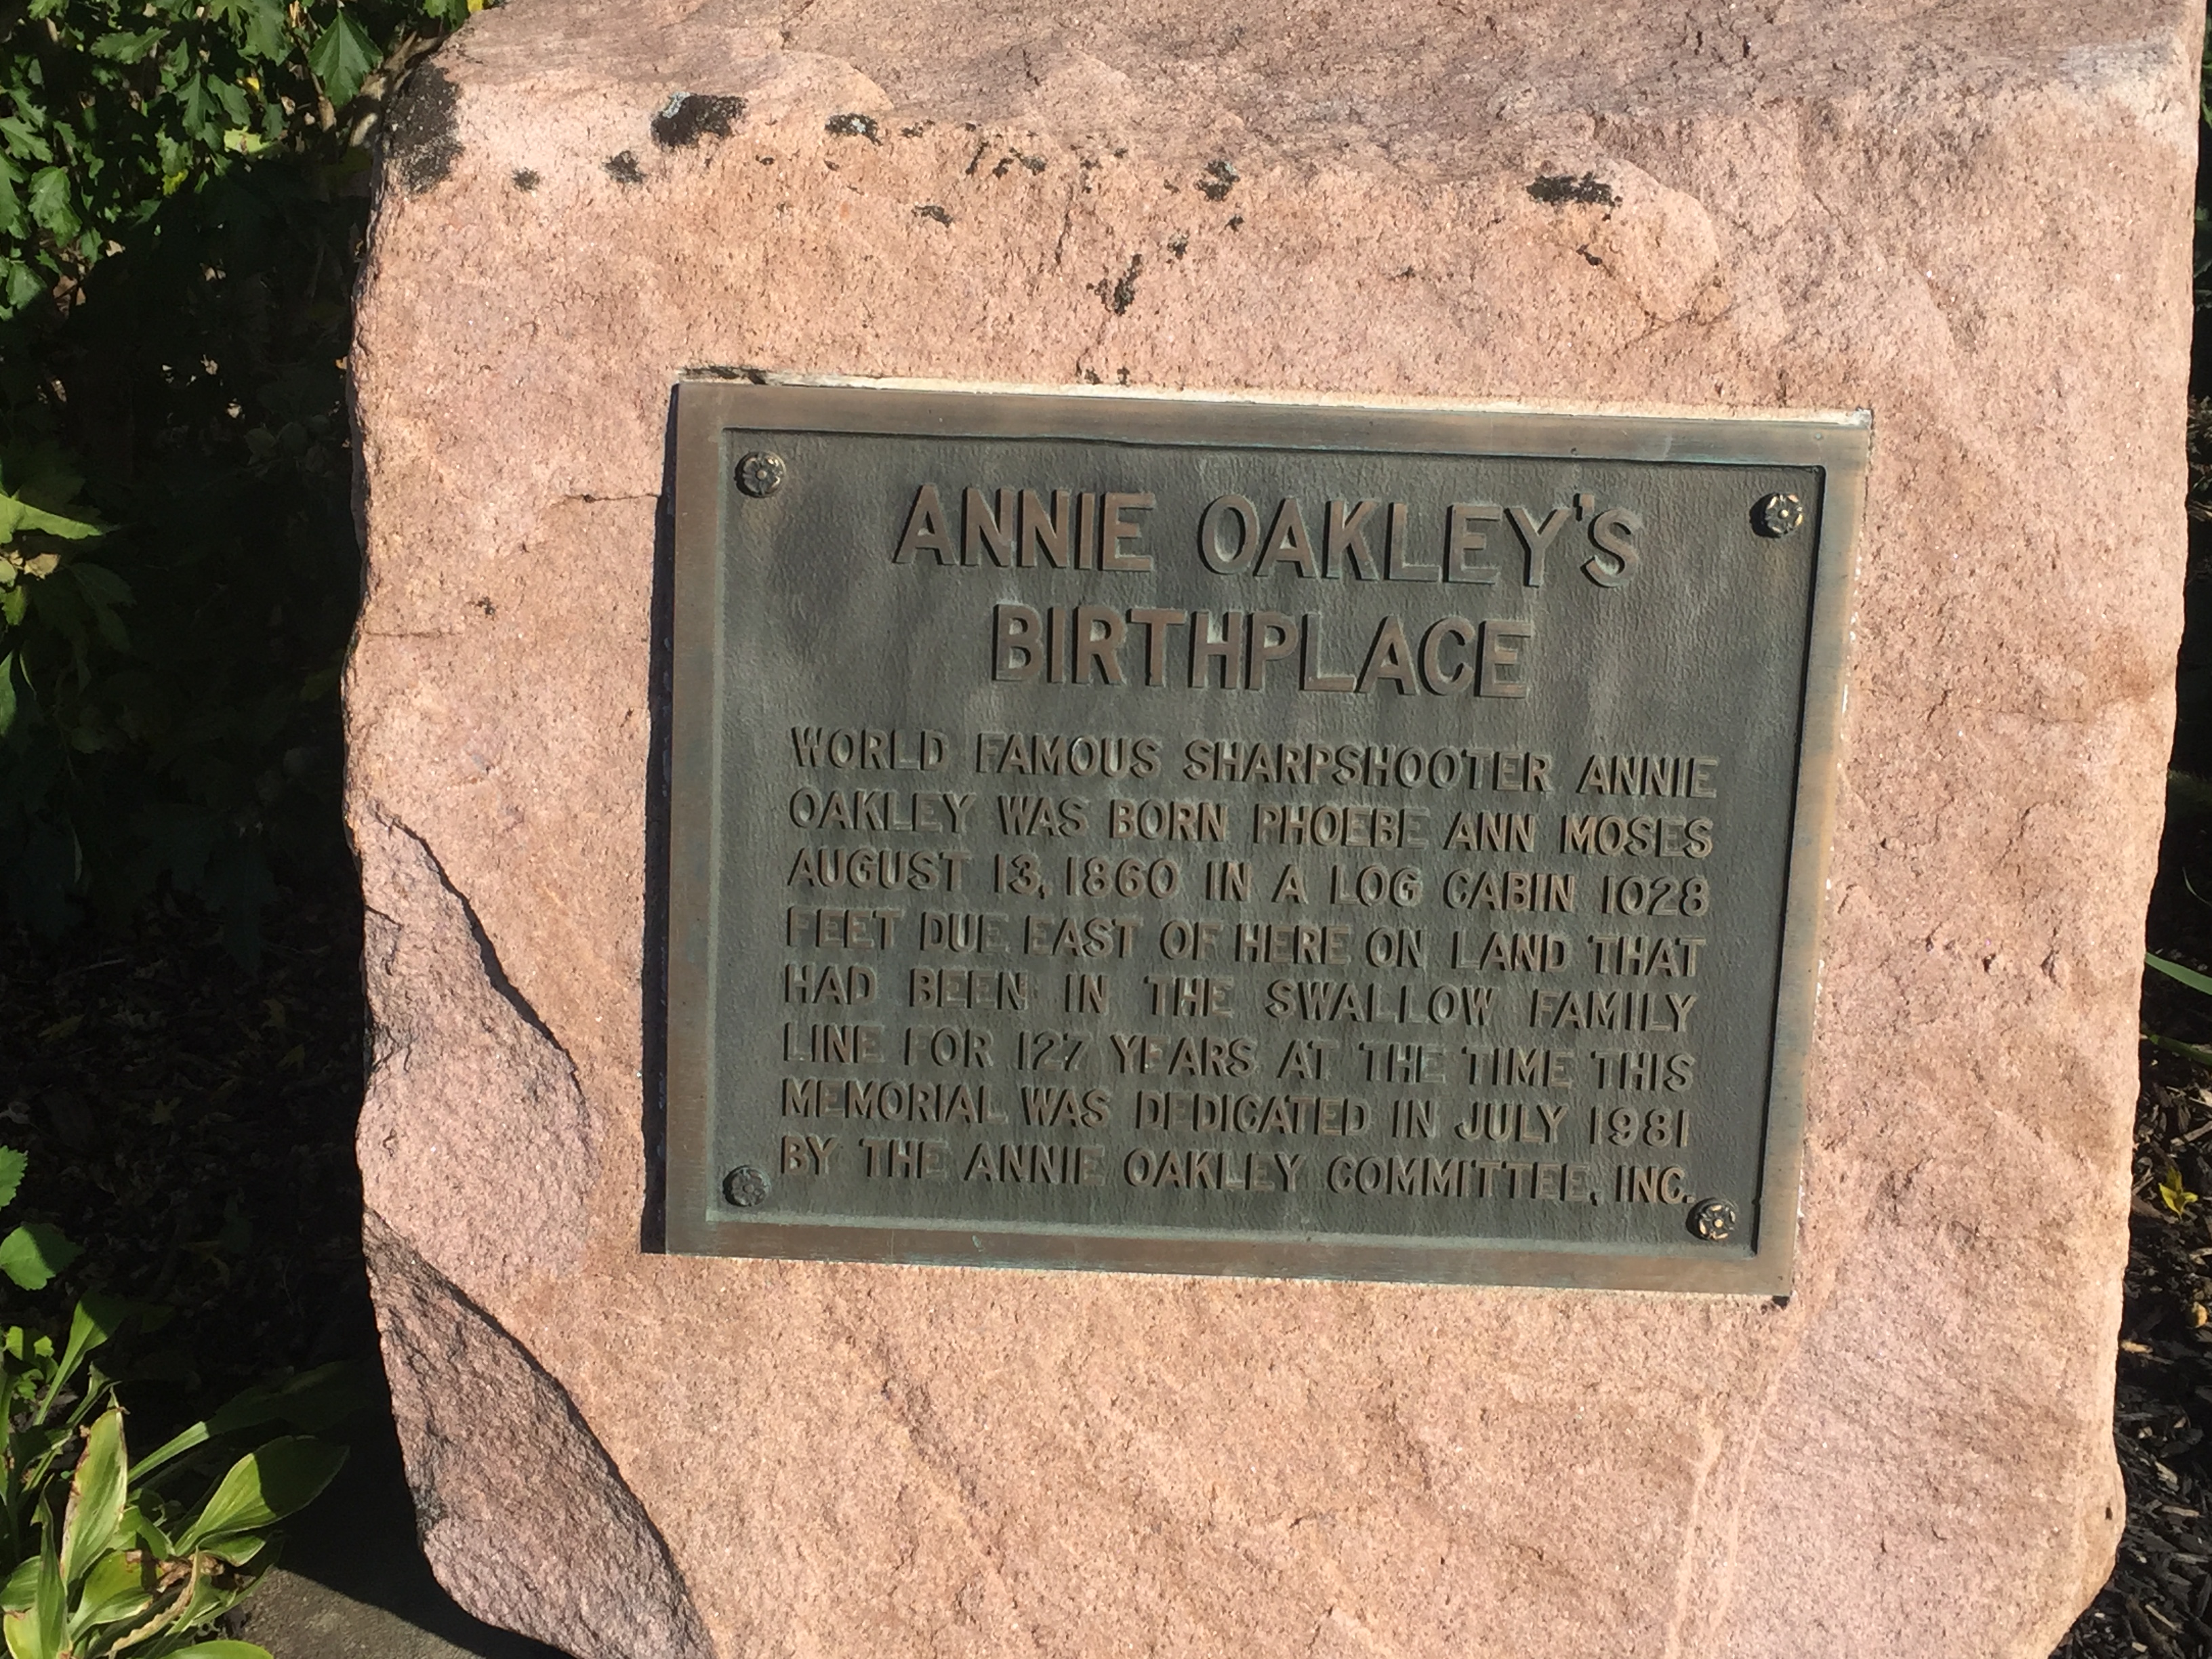 ANNIE OAKLEY'S
BIRTHPLACE
WORLD FAMOUS SHARPSHOOTER ANNIE
OAKLEY WAS BORN PHOEBE ANN MOSES
AUGUST 13, 1860 IN A LOG CABIN 1028
FEET DUE EAST OF HERE ON LAND THAT
HAD BEEN IN THE SWALLOW FAMILY
LINE FOR 127 YEARS AT THE TIME THIS
MEMORIAL WAS DEDICATED IN JULY 1981
BY THE ANNIE OAKLEY COMMITTEE, INC.